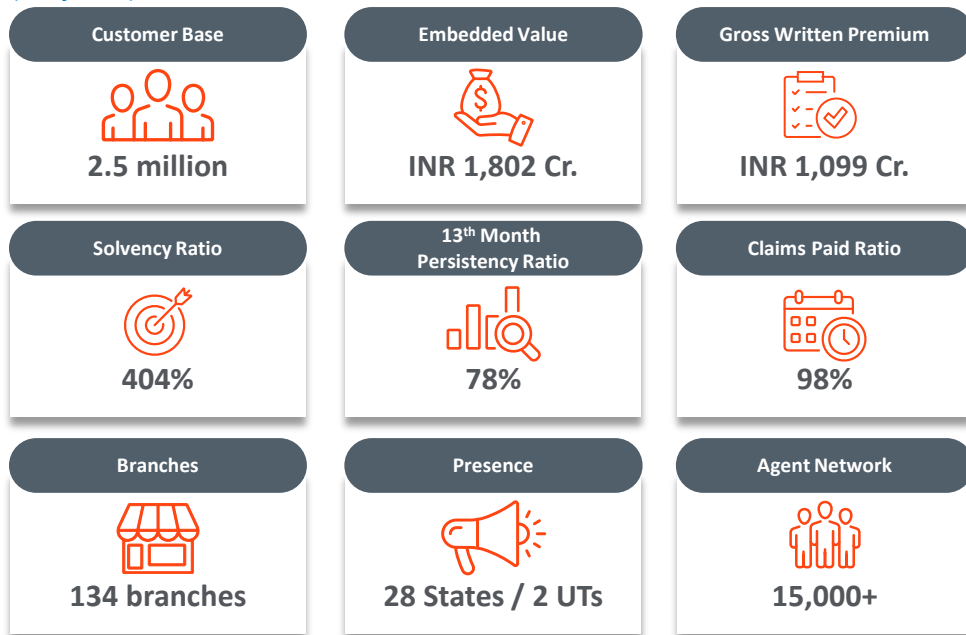 Customer Base
2.5 million
Embedded Value
$
INR 1,802 Cr.
Gross Written Premium
INR 1,099 Cr.
Solvency Ratio
404%
13th Month
Persistency Ratio
78%
Claims Paid Ratio
98%
Branches
134 branches
Presence
28 States / 2 UTs
Agent Network
15,000+